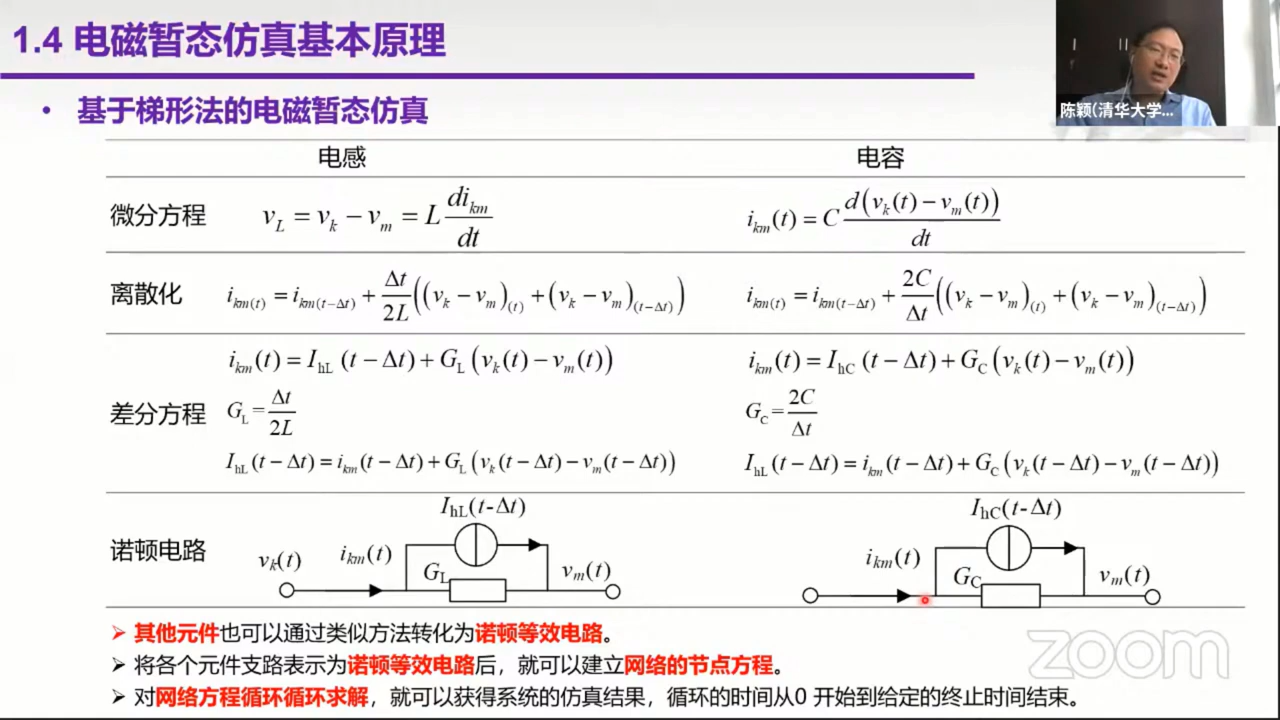 1.4 电磁暂态仿真基本原理
陈颖(清华大学...
• 基于梯形法的电磁暂态仿真
电感 电容
微分方程 v_L = v_k − v_m = L di_km/dt i_km(t) = C d(v_k(t) − v_m(t))/dt
离散化 i_km(t) = i_km(t−Δt) + Δt/2L ((v_k − v_m)_(t) + (v_k − v_m)_(t−Δt)) i_km(t) = i_km(t−Δt) + 2C/Δt ((v_k − v_m)_(t) + (v_k − v_m)_(t−Δt))
i_km(t) = I_hL (t − Δt) + G_L (v_k(t) − v_m(t)) i_km(t) = I_hC (t − Δt) + G_C (v_k(t) − v_m(t))
差分方程 G_L = Δt/2L G_C = 2C/Δt
I_hL(t − Δt) = i_km(t − Δt) + G_L (v_k(t − Δt) − v_m(t − Δt)) I_hL(t − Δt) = i_km(t − Δt) + G_C (v_k(t − Δt) − v_m(t − Δt))
诺顿电路
I_hL(t-Δt) I_hC(t-Δt)
v_k(t) i_km(t) G_L v_m(t) i_km(t) G_C v_m(t)
➢ 其他元件也可以通过类似方法转化为诺顿等效电路。
➢ 将各个元件支路表示为诺顿等效电路后，就可以建立网络的节点方程。
➢ 对网络方程循环循环求解，就可以获得系统的仿真结果，循环的时间从0 开始到给定的终止时间结束。
zoom